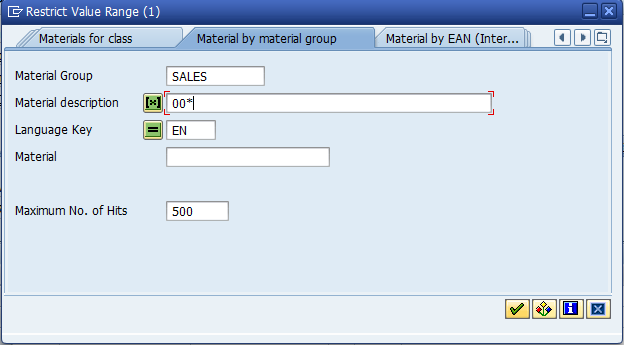 Restrict Value Range (1)
Materials for class
Material by material group
Material by EAN (Inter...
Material Group SALES
Material description 00*
Language Key EN
Material
Maximum No. of Hits 500